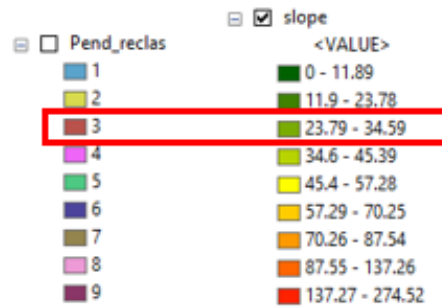 slope
Pend_reclas <VALUE>
1 0 - 11.89
2 11.9 - 23.78
3 23.79 - 34.59
4 34.6 - 45.39
5 45.4 - 57.28
6 57.29 - 70.25
7 70.26 - 87.54
8 87.55 - 137.26
9 137.27 - 274.52